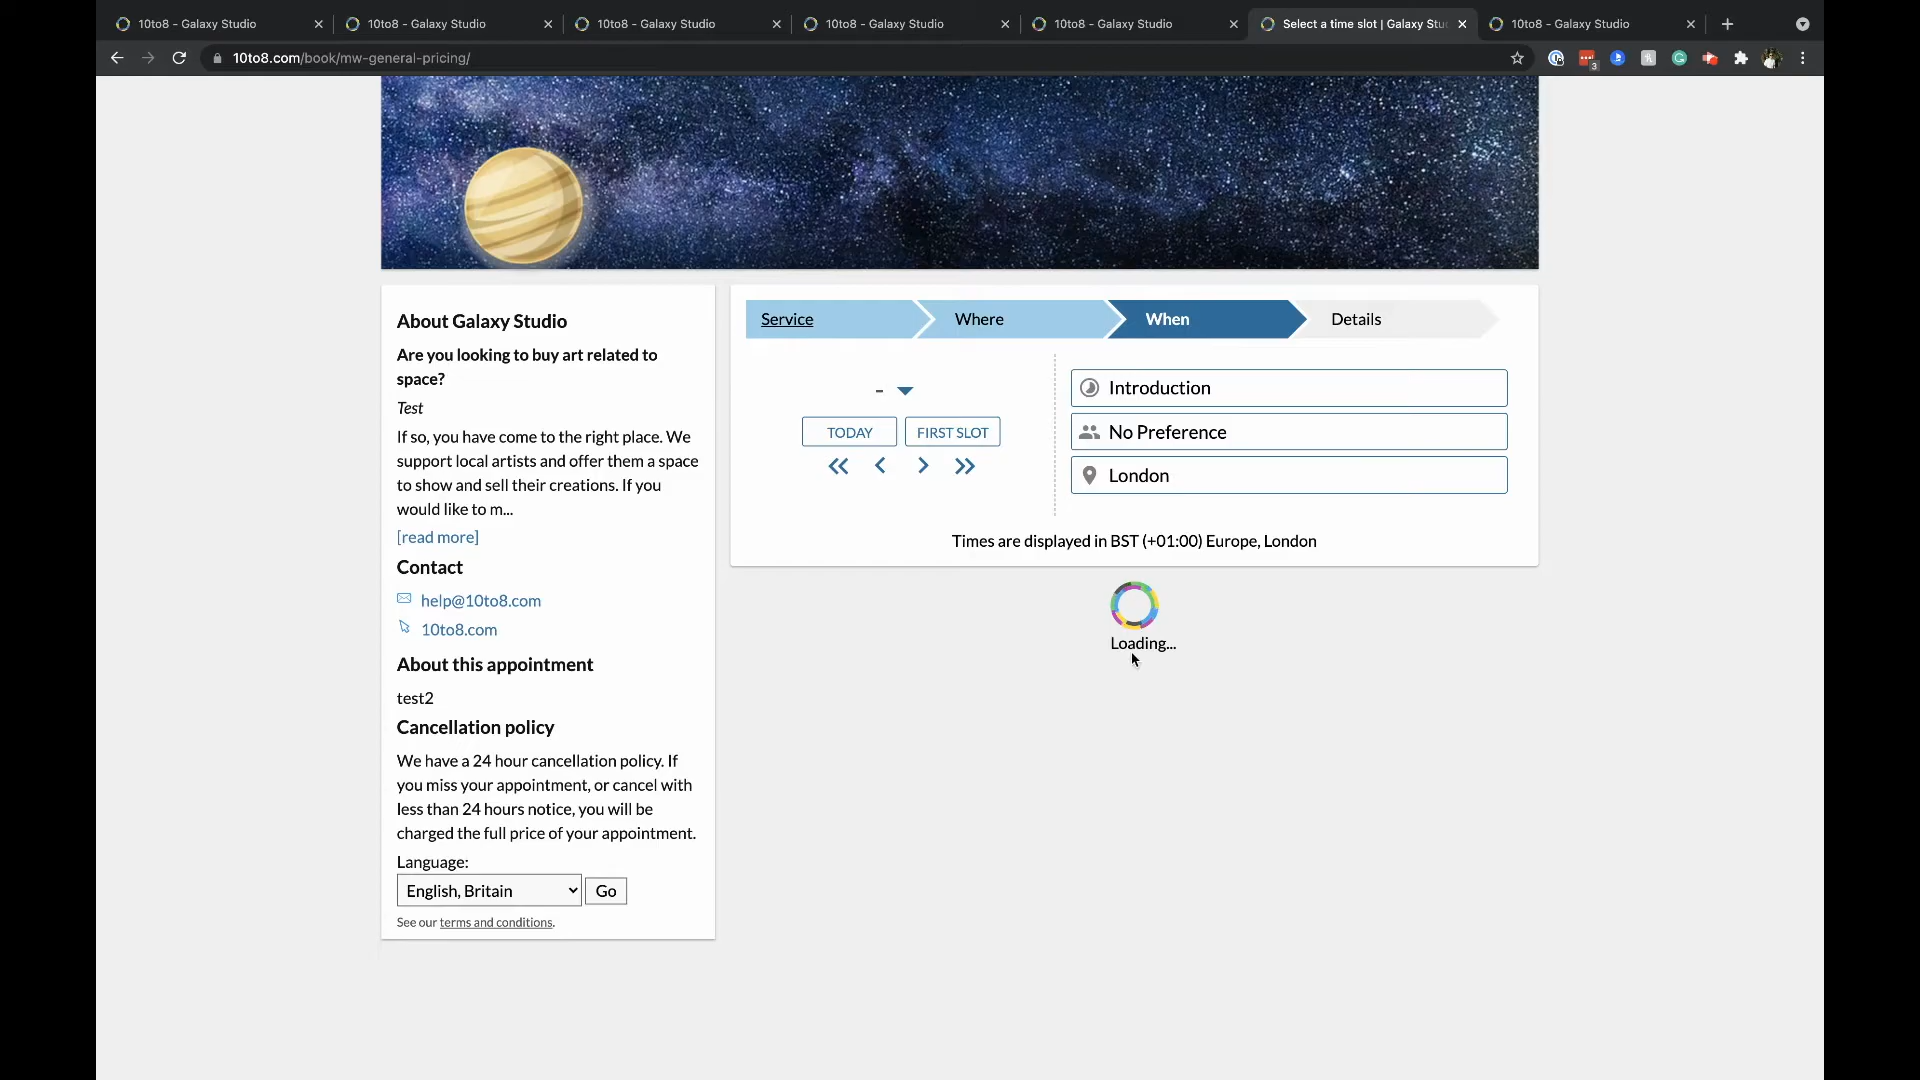 10to8 – Galaxy Studio
10to8 – Galaxy Studio
10to8 – Galaxy Studio
10to8 – Galaxy Studio
10to8 – Galaxy Studio
Select a time slot | Galaxy Stu
10to8 – Galaxy Studio
10to8.com/book/mw-general-pricing/
3
About Galaxy Studio
Are you looking to buy art related to
space?
Test
If so, you have come to the right place. We
support local artists and offer them a space
to show and sell their creations. If you
would like to m...
[read more]
Contact
help@10to8.com
10to8.com
About this appointment
test2
Cancellation policy
We have a 24 hour cancellation policy. If
you miss your appointment, or cancel with
less than 24 hours notice, you will be
charged the full price of your appointment.
Language:
English, Britain
Go
See our terms and conditions.
Service
Where
When
Details
-
TODAY
FIRST SLOT
Introduction
No Preference
London
Times are displayed in BST (+01:00) Europe, London
Loading...